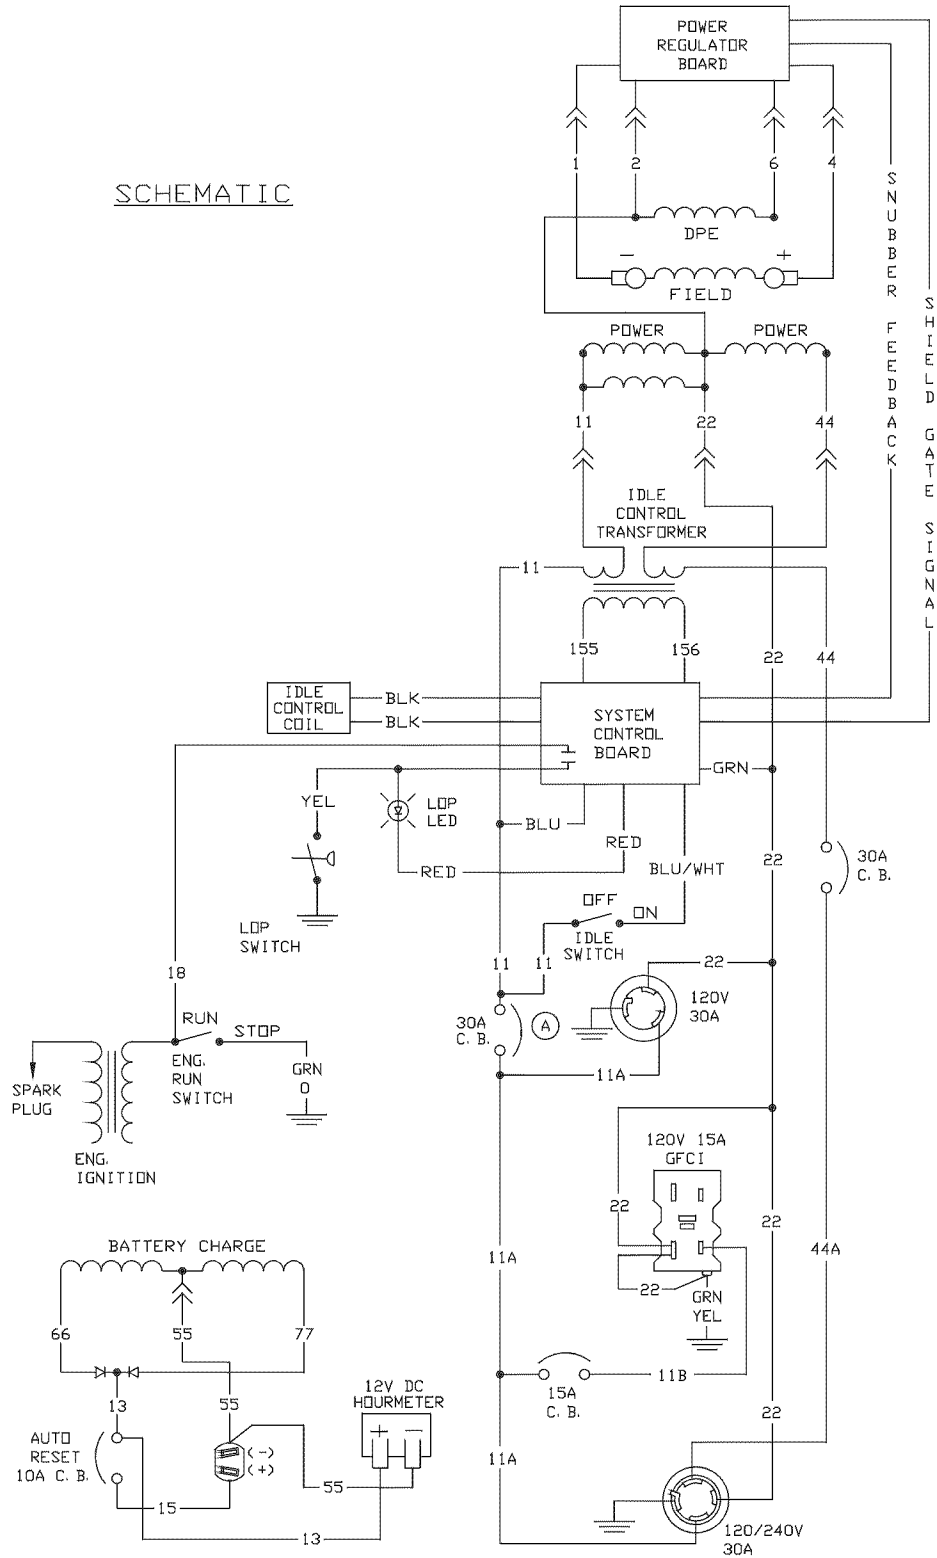 POWER
REGULATOR
BOARD
1
2
6
4
SCHEMATIC
DPE
SNUBBER FEEDBACK
- +
FIELD
SHIELD GATE SIGNAL
POWER
POWER
11
22
44
IDLE
CONTROL
TRANSFORMER
11
155
156
22
44
IDLE
CONTROL
COIL
BLK
BLK
SYSTEM
CONTROL
BOARD
GRN
YEL
LOP
LED
BLU
RED
RED
BLU/WHT
22
30A
C. B.
OFF
ON
IDLE
SWITCH
LOP
SWITCH
18
11
11
22
120V
30A
30A
C. B.
A
RUN
STOP
11A
SPARK
PLUG
ENG.
RUN
SWITCH
GRN
0
ENG.
IGNITION
120V 15A
GFCI
22
22
BATTERY CHARGE
11A
44A
22
GRN
YEL
66
55
77
15A
C. B.
11B
13
55
12V DC
HOURMETER
+ -
22
AUTO
RESET
10A C. B.
(-)
(+)
11A
55
15
13
120/240V
30A